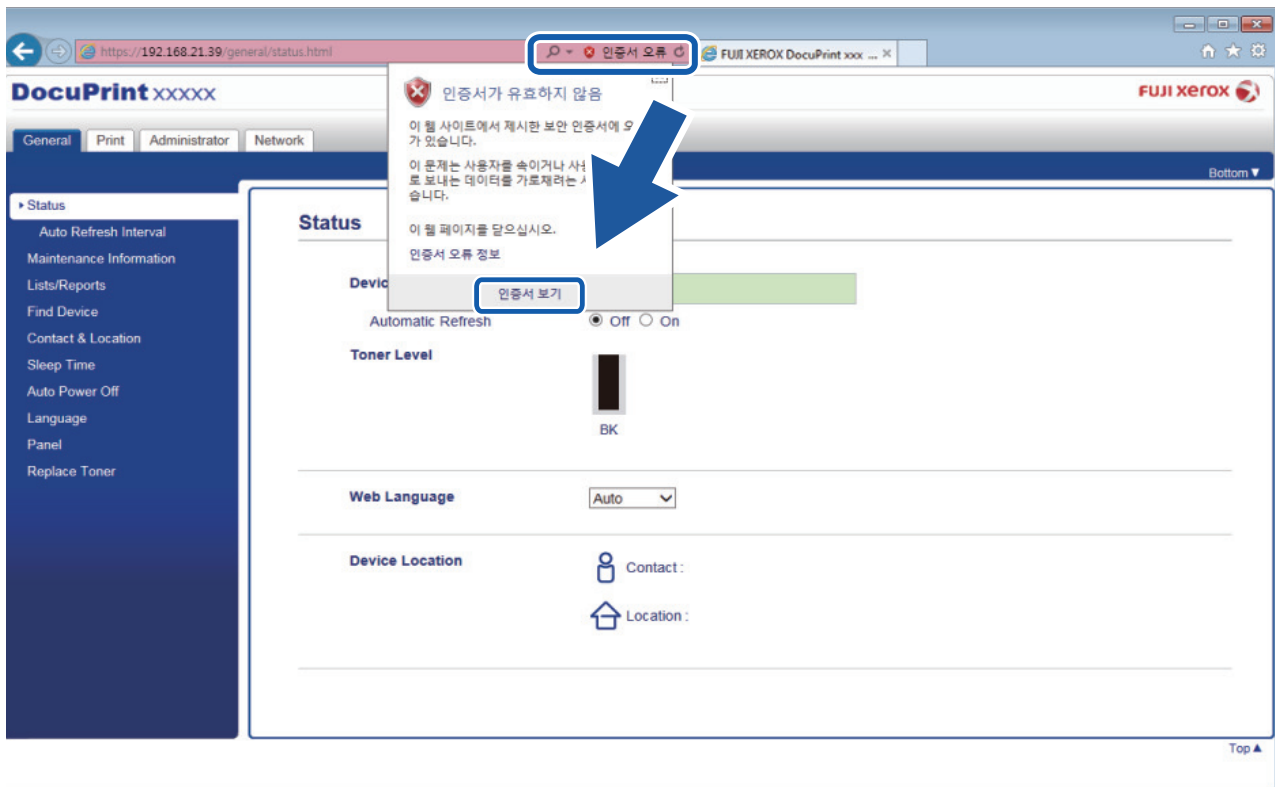 https://192.168.21.39/general/status.html
인증서 오류
FUJI XEROX DocuPrint xxx ...
DocuPrint xxxxx
FUJI XEROX
General Print Administrator Network
Bottom▼
인증서가 유효하지 않음
이 웹 사이트에서 제시한 보안 인증서에
가 있습니다.
이 문제는 사용자를 속이거나
로 보내는 데이터를 가로채려는
습니다.
이 웹 페이지를 닫으십시오.
인증서 오류 정보
인증서 보기
Status
Auto Refresh Interval
Maintenance Information
Lists/Reports
Find Device
Contact & Location
Sleep Time
Auto Power Off
Language
Panel
Replace Toner
Status
Automatic Refresh Off On
Toner Level
BK
Web Language Auto
Device Location Contact :
Location :
Top▲